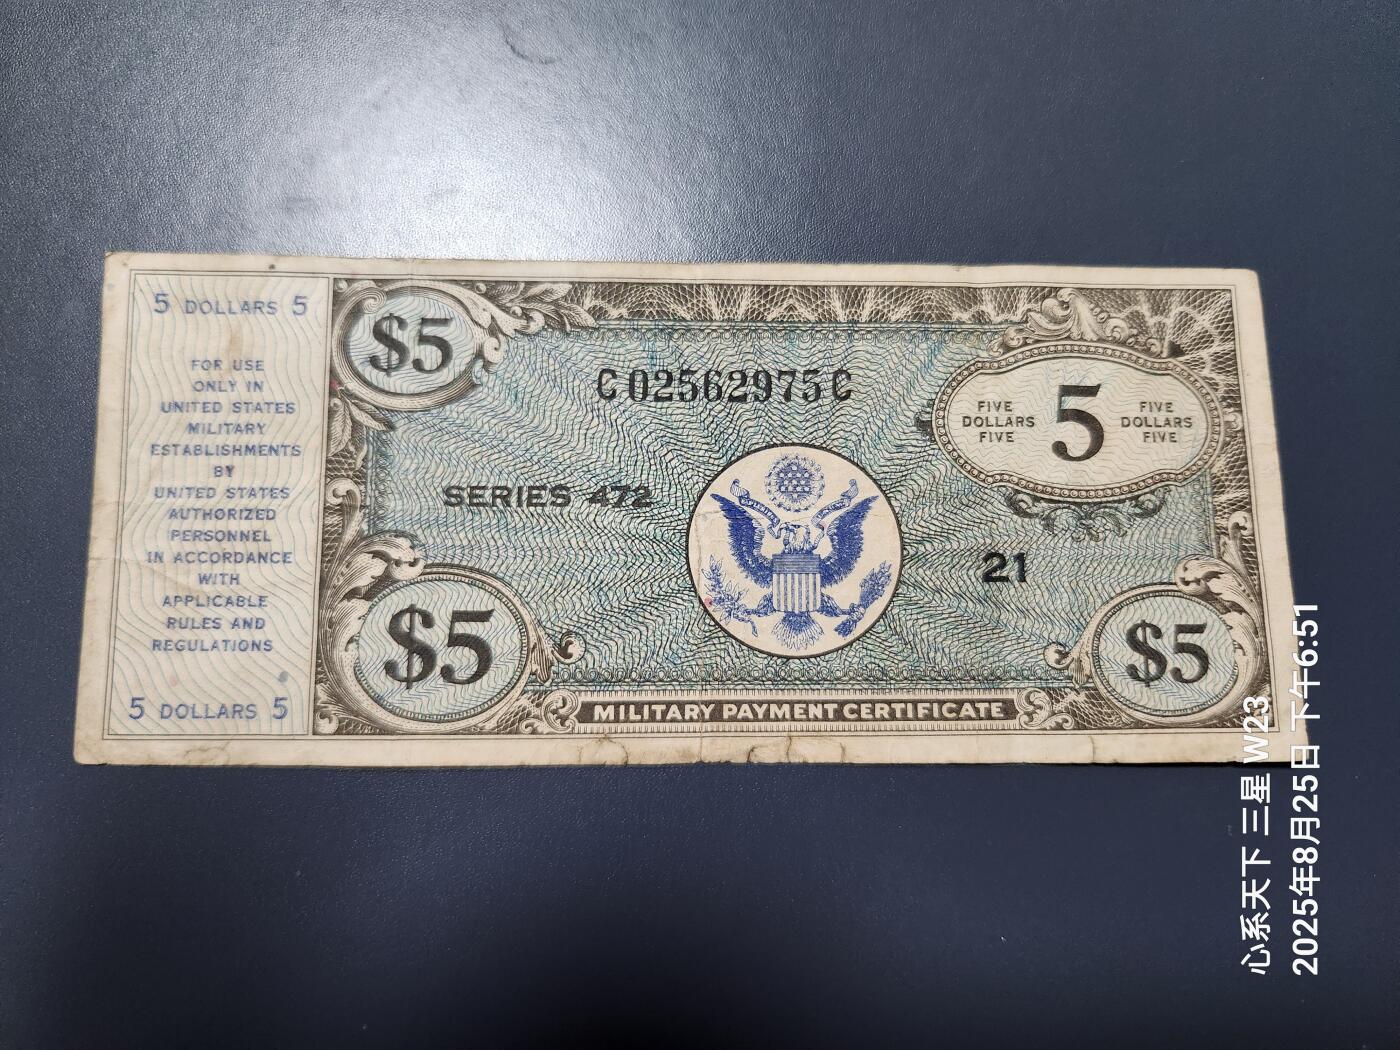 5 DOLLARS 5
FOR USE
ONLY IN
UNITED STATES
MILITARY
ESTABLISHMENTS
BY
UNITED STATES
AUTHORIZED
PERSONNEL
IN ACCORDANCE
WITH
APPLICABLE
RULES AND
REGULATIONS
5 DOLLARS 5
$5
C02562975C
SERIES 472
FIVE
DOLLARS
FIVE
5
FIVE
DOLLARS
FIVE
21
$5
MILITARY PAYMENT CERTIFICATE
$5
心系天下 三星 W23
2025年8月25日 下午6:51